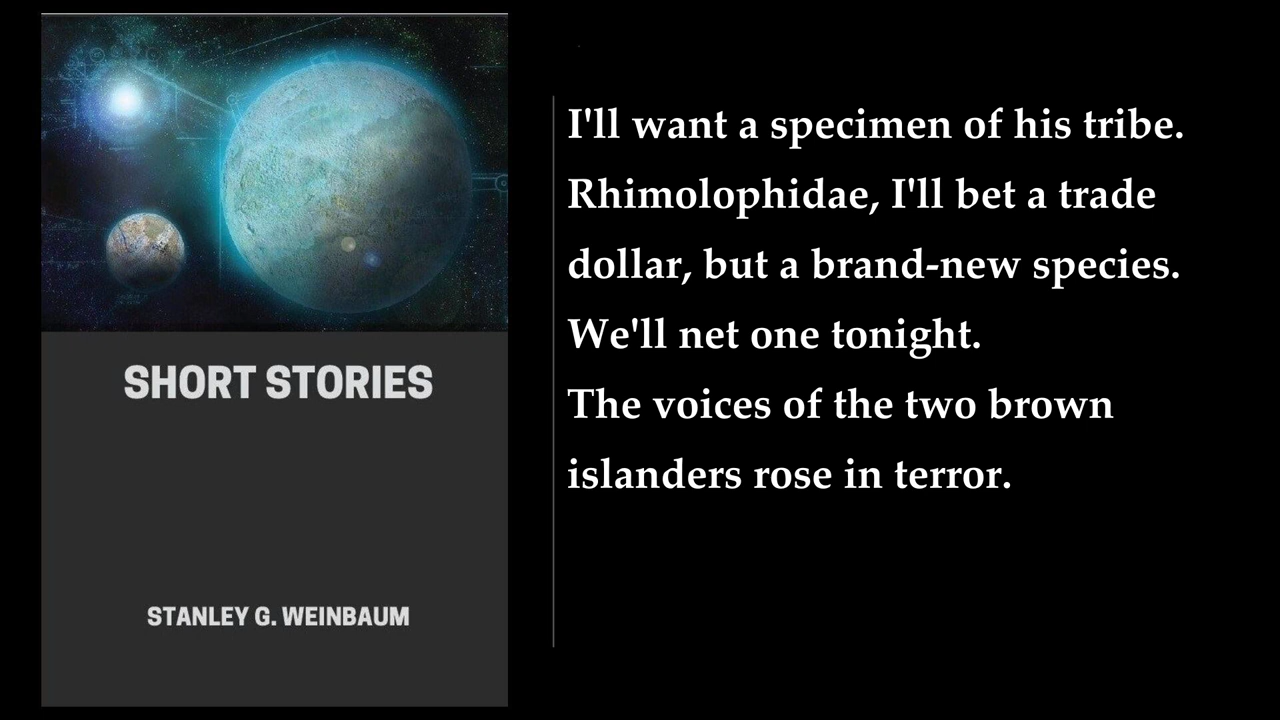 SHORT STORIES
STANLEY G. WEINBAUM
I'll want a specimen of his tribe.
Rhimolophidae, I'll bet a trade
dollar, but a brand-new species.
We'll net one tonight.
The voices of the two brown
islanders rose in terror.